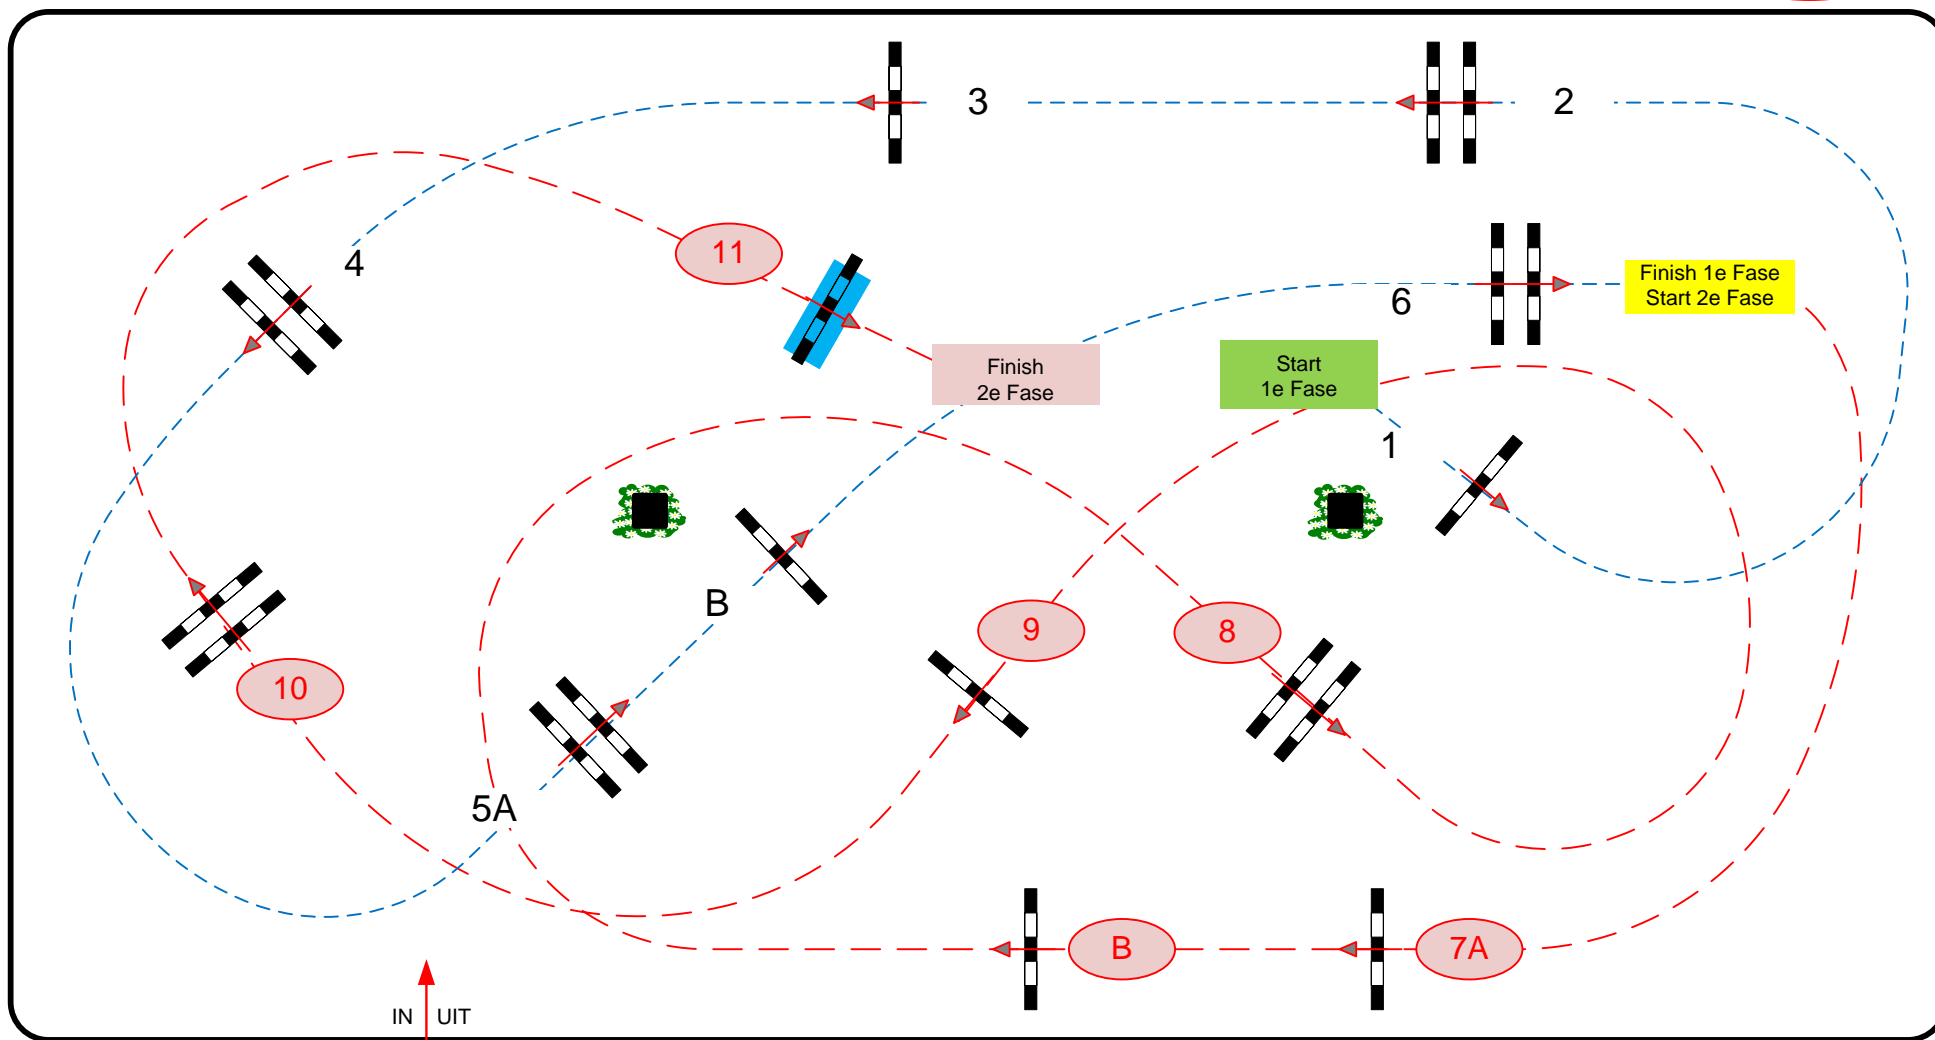 3
2
4
11
6
Finish 1e Fase
Start 2e Fase
Finish
2e Fase
Start
1e Fase
1
B
9
8
10
5A
B
7A
IN
UIT